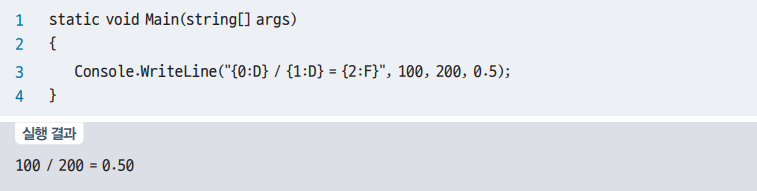 1 static void Main(string[] args)
2 {
3 Console.WriteLine("{0:D} / {1:D} = {2:F}", 100, 200, 0.5);
4 }
실행 결과
100 / 200 = 0.50